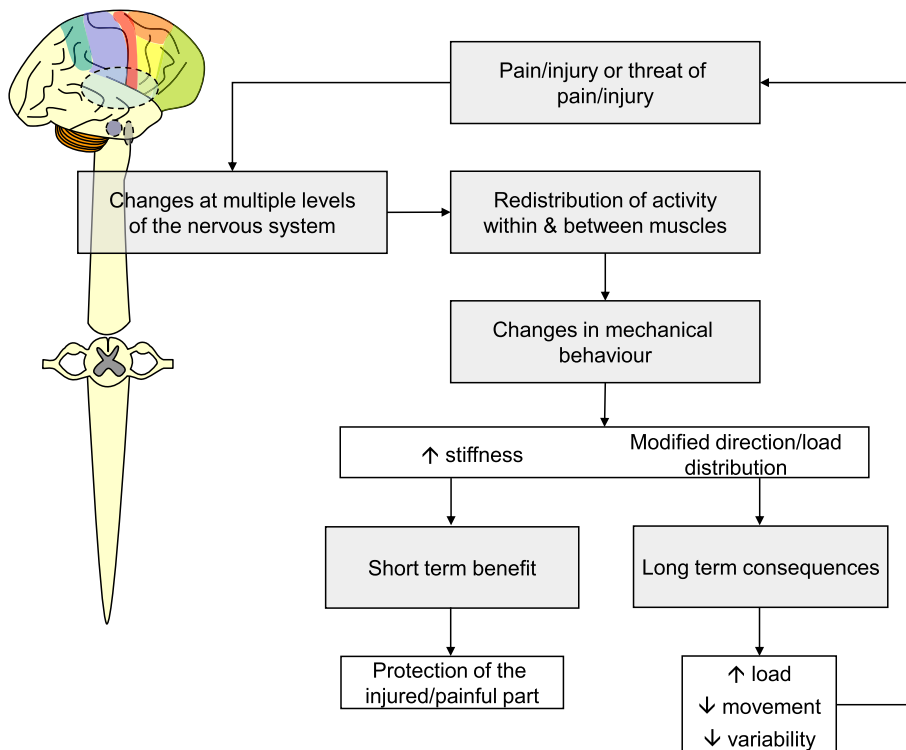 Pain/injury or threat of
pain/injury
Changes at multiple levels
of the nervous system
Redistribution of activity
within & between muscles
Changes in mechanical
behaviour
↑ stiffness
Modified direction/load
distribution
Short term benefit
Long term consequences
Protection of the
injured/painful part
↑ load
↓ movement
↓ variability